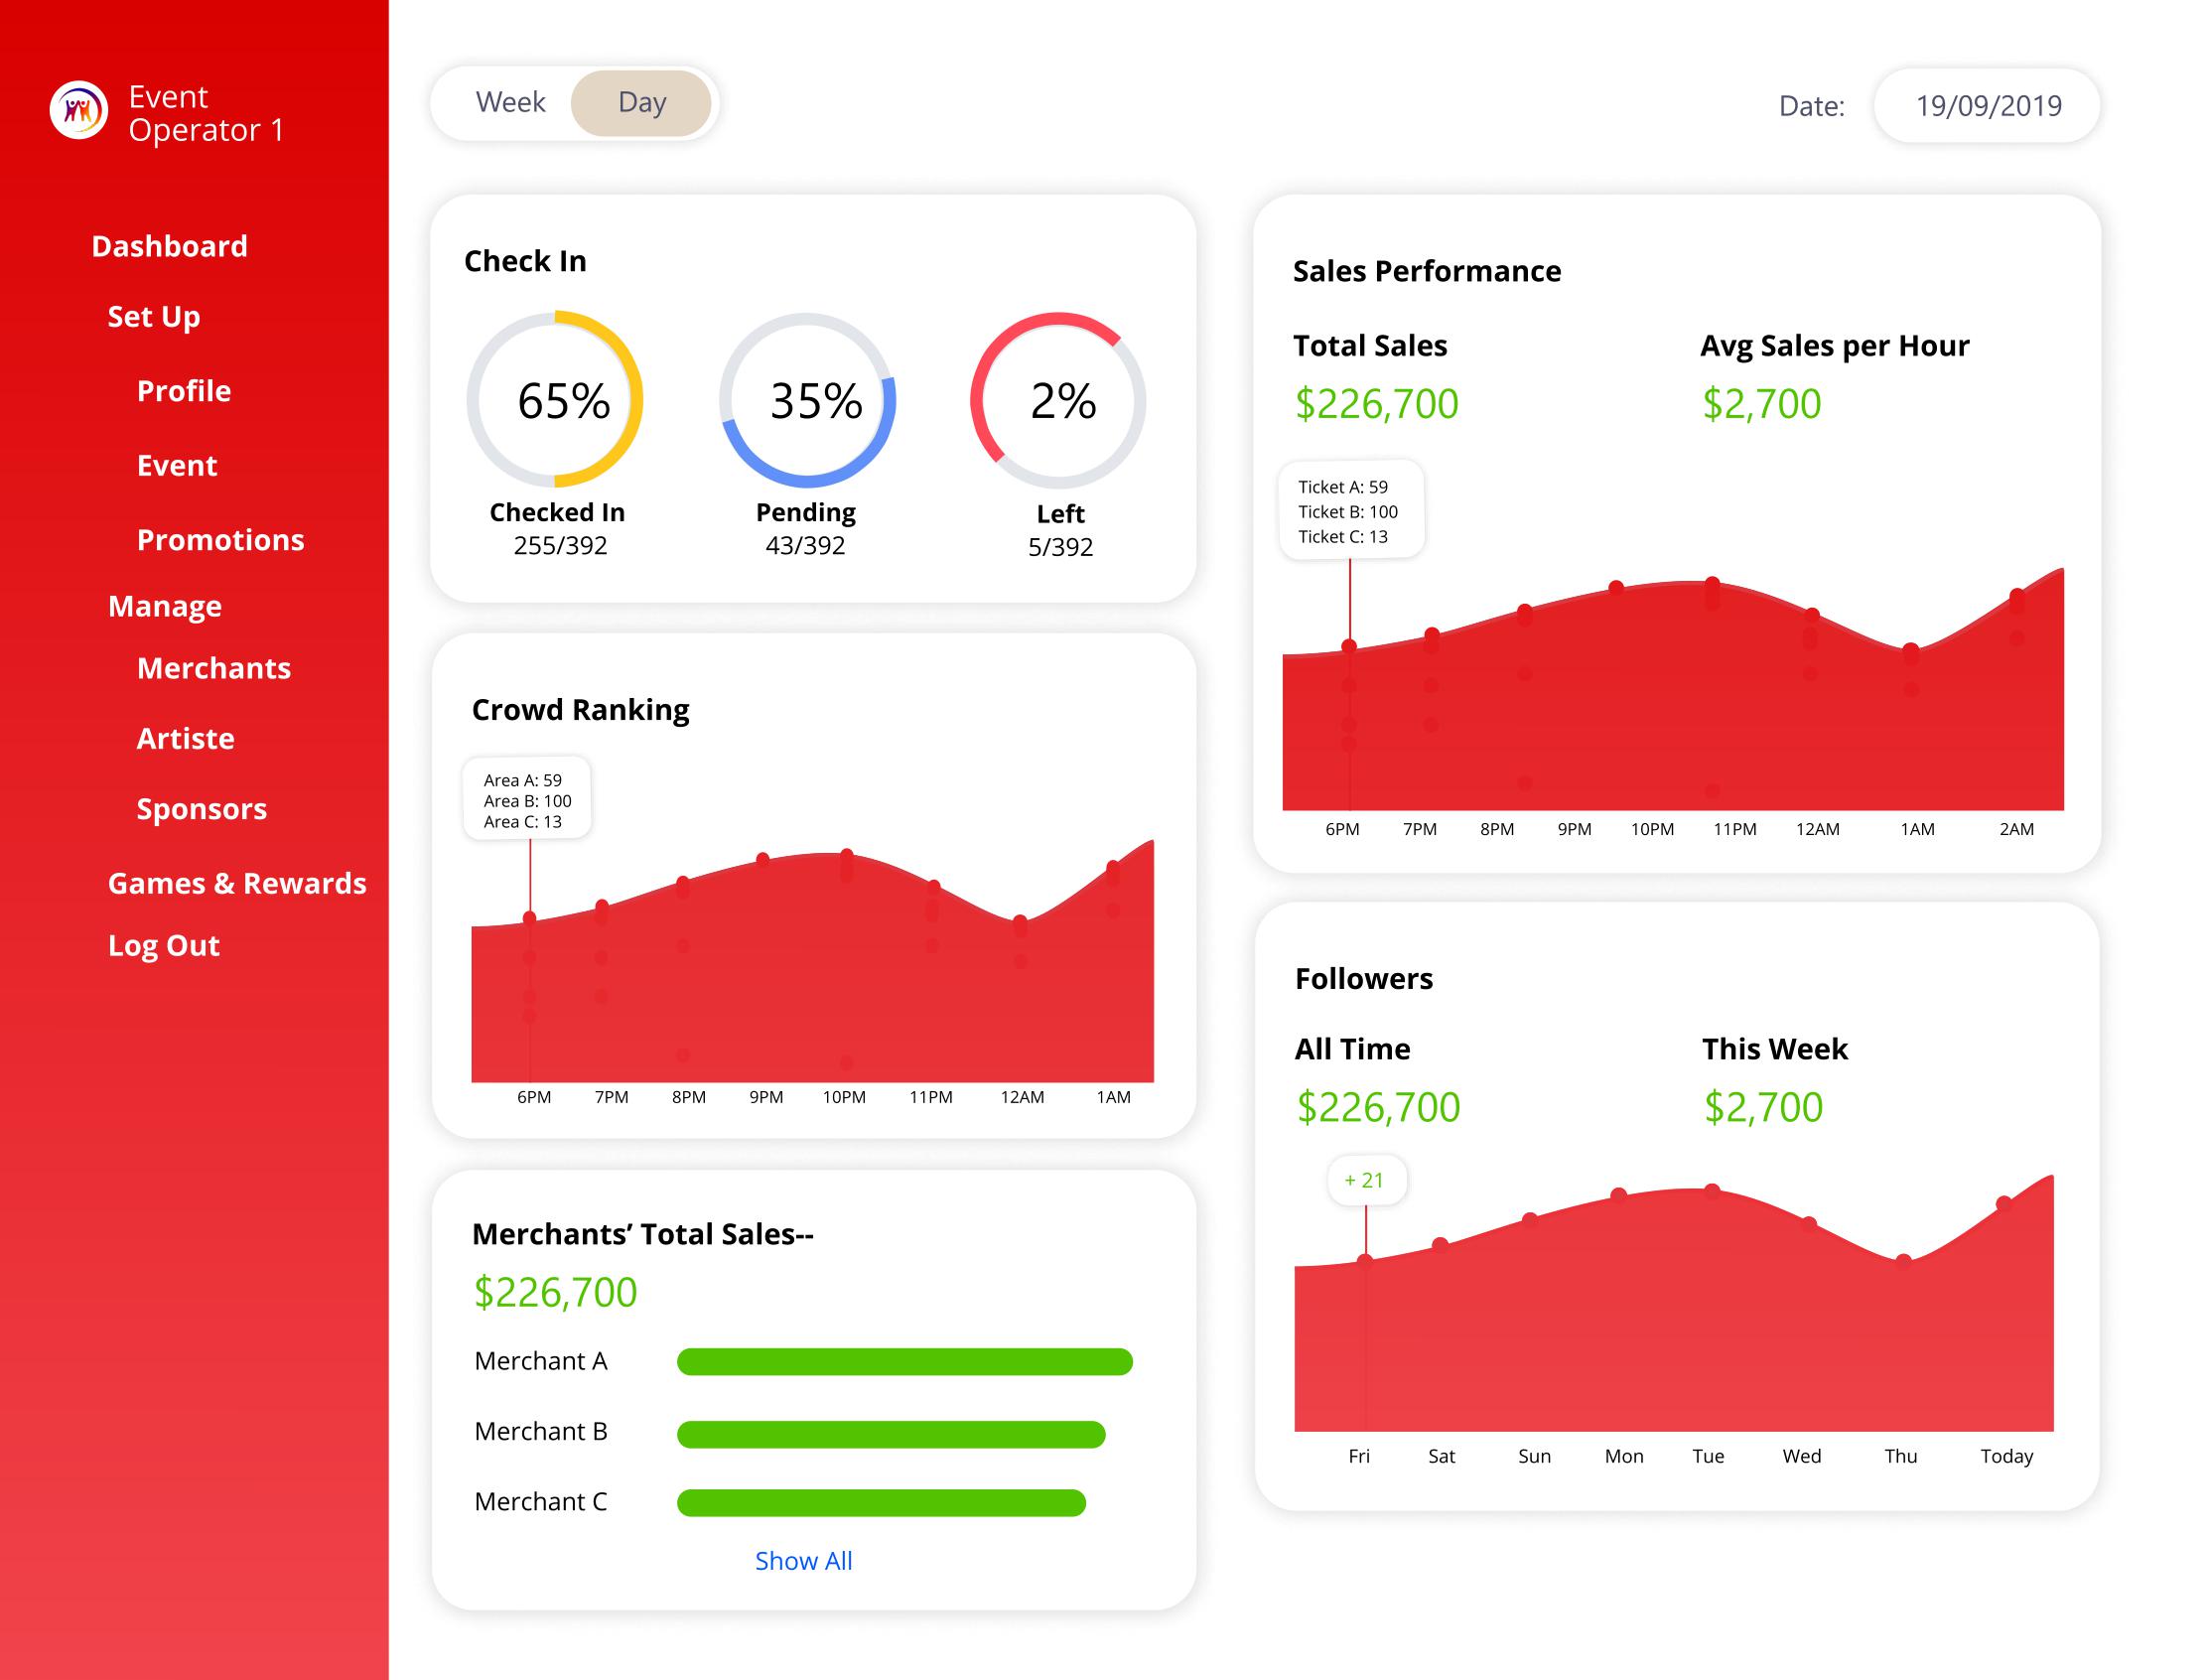 Event
Operator 1
Dashboard
Set Up
Profile
Event
Promotions
Manage
Merchants
Artiste
Sponsors
Games & Rewards
Log Out
Week
Day
Date:
19/09/2019
Check In
65%
35%
2%
Checked In
Pending
Left
255/392
43/392
5/392
Crowd Ranking
Area A: 59
Area B: 100
Area C: 13
6PM 7PM 8PM 9PM 10PM 11PM 12AM 1AM
Merchants’ Total Sales--
$226,700
Merchant A
Merchant B
Merchant C
Show All
Sales Performance
Total Sales
Avg Sales per Hour
$226,700
$2,700
Ticket A: 59
Ticket B: 100
Ticket C: 13
6PM 7PM 8PM 9PM 10PM 11PM 12AM 1AM 2AM
Followers
All Time
This Week
$226,700
$2,700
+ 21
Fri Sat Sun Mon Tue Wed Thu Today